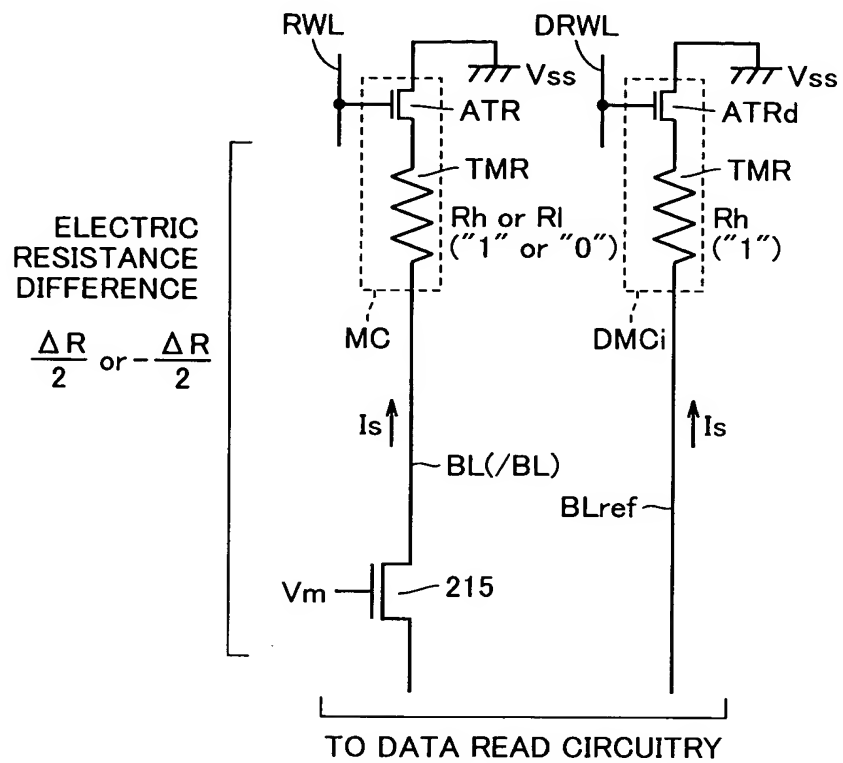 RWL
DRWL
Vss
Vss
ATR
ATRd
TMR
TMR
ELECTRIC
RESISTANCE
DIFFERENCE
ΔR/2 or -ΔR/2
Rh or Rl
("1" or "0")
Rh
("1")
MC
DMCi
Is
Is
BL(/BL)
BLref
Vm
215
TO DATA READ CIRCUITRY